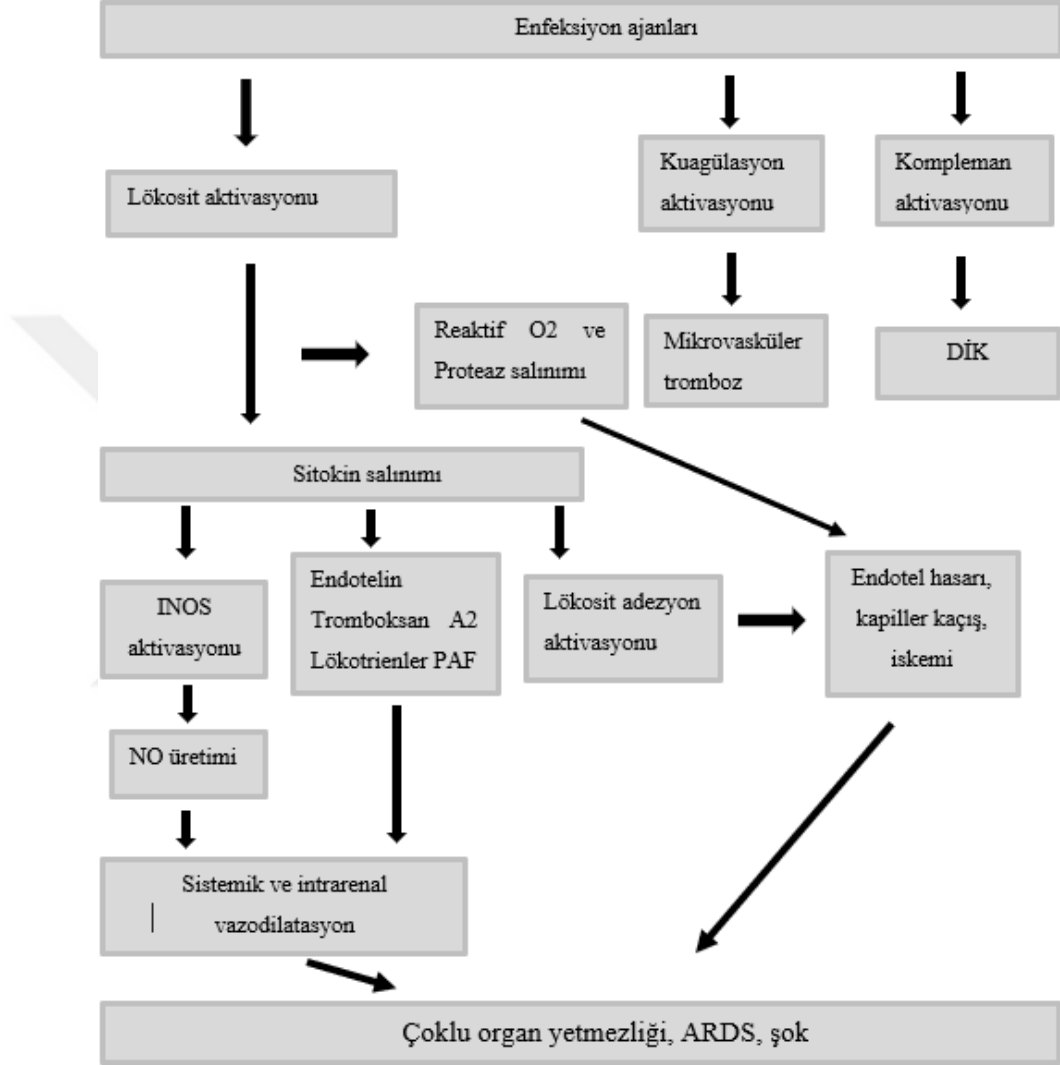 Enfeksiyon ajanları
Lökosit aktivasyonu
Kuagülasyon
aktivasyonu
Kompleman
aktivasyonu
Reaktif O2 ve
Proteaz salınımı
Mikrovasküler
tromboz
DİK
Sitokin salınımı
INOS
aktivasyonu
Endotelin
Tromboksan A2
Lökotrienler PAF
Lökosit adezyon
aktivasyonu
Endotel hasarı,
kapiller kaçış,
iskemi
NO üretimi
Sistemik ve intrarenal
vazodilatasyon
Çoklu organ yetmezliği, ARDS, şok